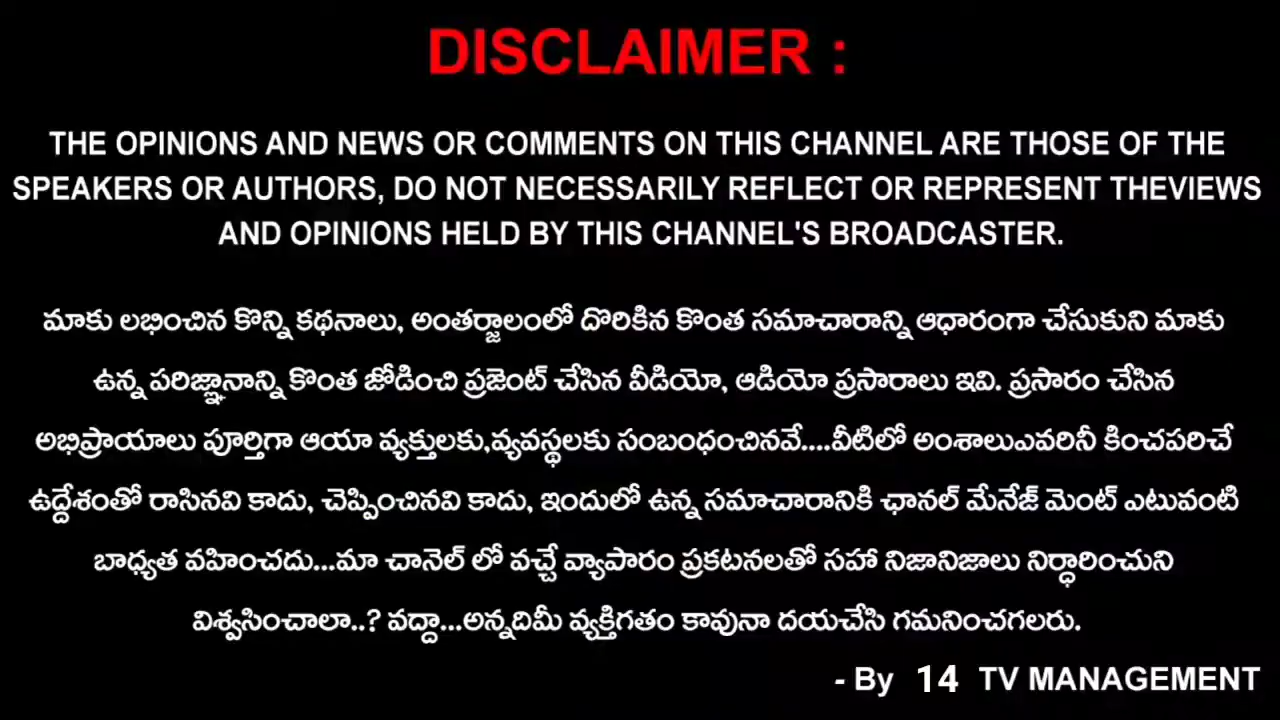 DISCLAIMER :
THE OPINIONS AND NEWS OR COMMENTS ON THIS CHANNEL ARE THOSE OF THE
SPEAKERS OR AUTHORS, DO NOT NECESSARILY REFLECT OR REPRESENT THEVIEWS
AND OPINIONS HELD BY THIS CHANNEL'S BROADCASTER.
మాకు లభించిన కొన్ని కథనాలు, అంతర్జాలంలో దొరికిన కొంత సమాచారాన్ని ఆధారంగా చేసుకుని మాకు
ఉన్న పరిజ్ఞానాన్ని కొంత జోడించి ప్రజెంట్ చేసిన వీడియో, ఆడియో ప్రసారాలు ఇవి. ప్రసారం చేసిన
అభిప్రాయాలు పూర్తిగా ఆయా వ్యక్తులకు,వ్యవస్థలకు సంబంధంచినవే....వీటిలో అంశాలుఎవరినీ కించపరిచే
ఉద్దేశంతో రాసినవి కాదు, చెప్పించినవి కాదు, ఇందులో ఉన్న సమాచారానికి ఛానల్ మేనేజ్ మెంట్ ఎటువంటి
బాధ్యత వహించదు...మా చానెల్ లో వచ్చే వ్యాపారం ప్రకటనలతో సహా నిజానిజాలు నిర్ధారించుని
విశ్వసించాలా..? వద్దా...అన్నదిమీ వ్యక్తిగతం కావునా దయచేసి గమనించగలరు.
- By 14 TV MANAGEMENT